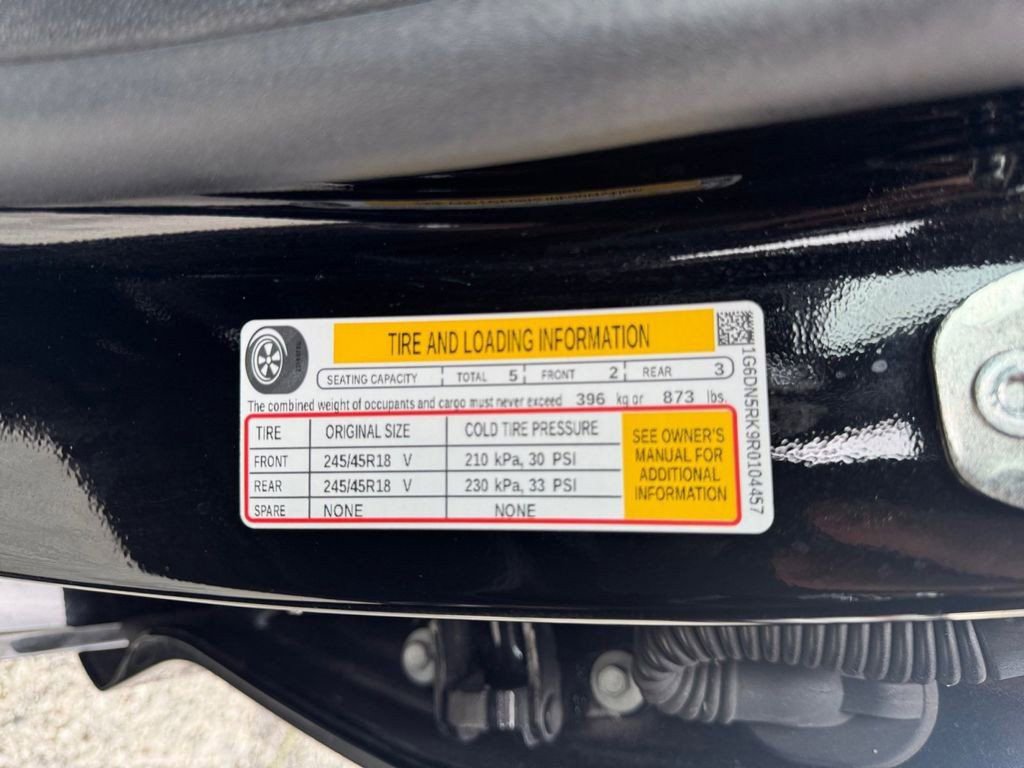 TIRE AND LOADING INFORMATION
SEATING CAPACITY TOTAL 5 FRONT 2 REAR 3
The combined weight of occupants and cargo must never exceed 396 kg or 873 lbs.
TIRE ORIGINAL SIZE COLD TIRE PRESSURE
FRONT 245/45R18 V 210 kPa, 30 PSI
REAR 245/45R18 V 230 kPa, 33 PSI
SPARE NONE NONE
SEE OWNER'S
MANUAL FOR
ADDITIONAL
INFORMATION
1G6DN5RK9R0104457